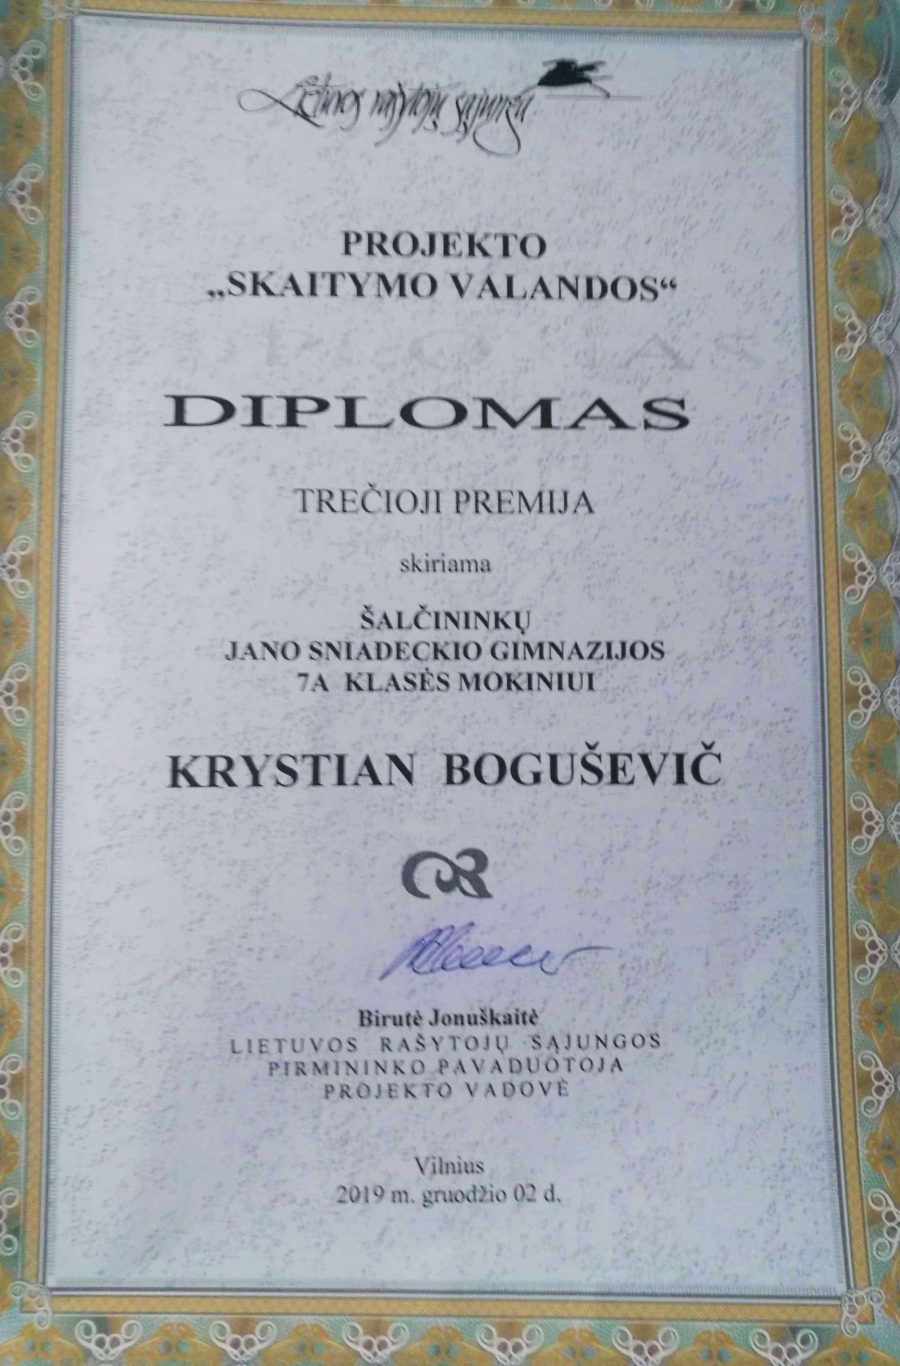 Lietuvos rašytojų sąjunga
PROJEKTO
„SKAITYMO VALANDOS“
DIPLOMAS
TREČIOJI PREMIJA
skiriama
ŠALČININKŲ
JANO SNIADECKIO GIMNAZIJOS
7A KLASĖS MOKINIUI
KRYSTIAN BOGUŠEVIČ
Birutė Jonuškaitė
LIETUVOS RAŠYTOJŲ SĄJUNGOS
PIRMININKO PAVADUOTOJA
PROJEKTO VADOVĖ
Vilnius
2019 m. gruodžio 02 d.